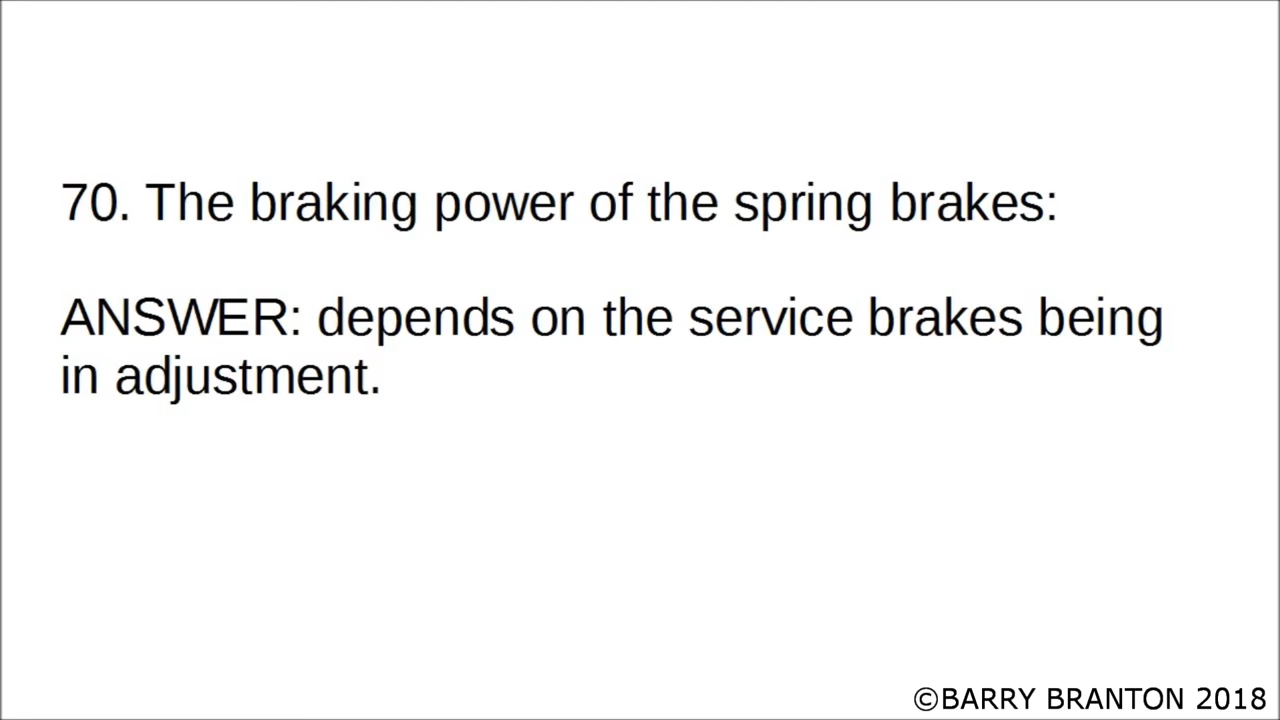 70. The braking power of the spring brakes:
ANSWER: depends on the service brakes being
in adjustment.
©BARRY BRANTON 2018